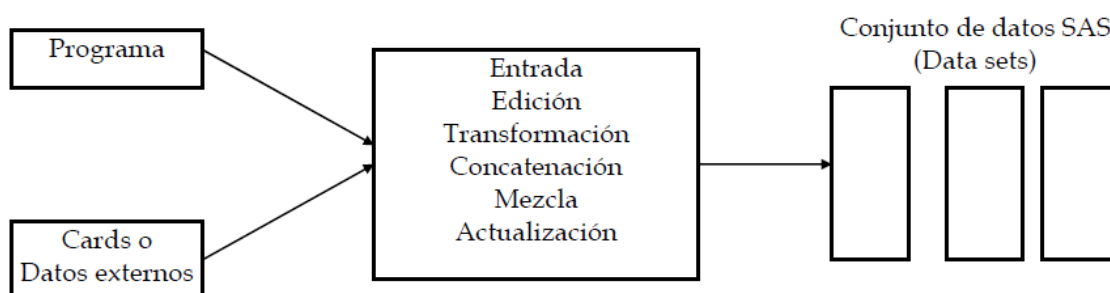 Programa
Cards o
Datos externos
Entrada
Edición
Transformación
Concatenación
Mezcla
Actualización
Conjunto de datos SAS
(Data sets)